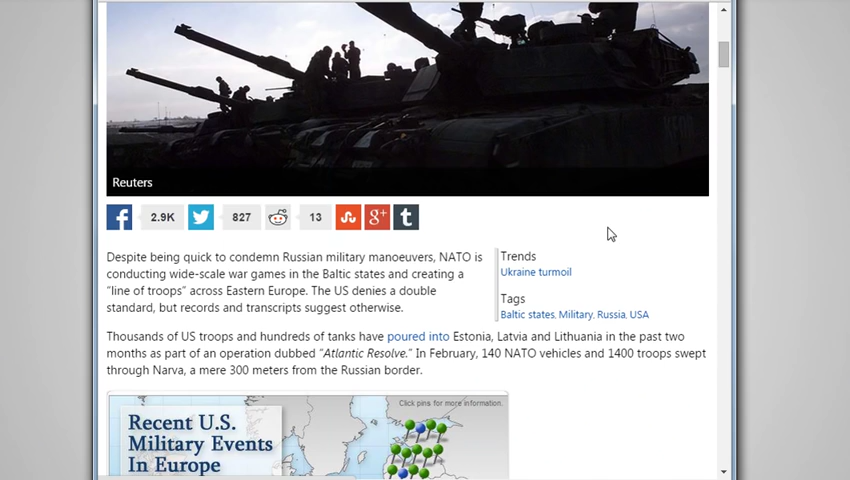 Reuters
2.9K
827
13
g+
t
Despite being quick to condemn Russian military manoeuvers, NATO is
conducting wide-scale war games in the Baltic states and creating a
“line of troops” across Eastern Europe. The US denies a double
standard, but records and transcripts suggest otherwise.
Trends
Ukraine turmoil
Tags
Baltic states, Military, Russia, USA
Thousands of US troops and hundreds of tanks have poured into Estonia, Latvia and Lithuania in the past two
months as part of an operation dubbed “Atlantic Resolve.” In February, 140 NATO vehicles and 1400 troops swept
through Narva, a mere 300 meters from the Russian border.
Click pins for more information.
Recent U.S.
Military Events
In Europe